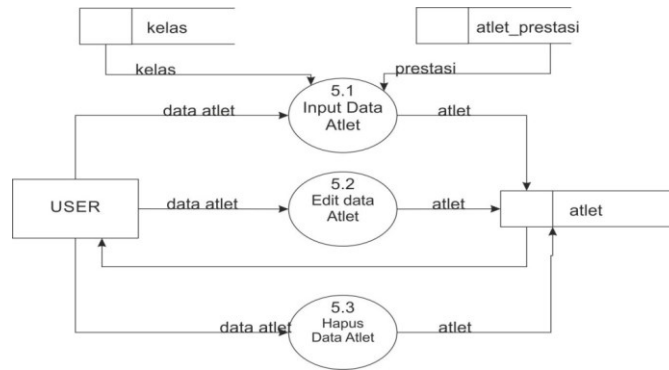 kelas
atlet_prestasi
kelas
prestasi
5.1
Input Data
Atlet
data atlet
atlet
USER
data atlet
5.2
Edit data
Atlet
atlet
atlet
data atlet
5.3
Hapus
Data Atlet
atlet